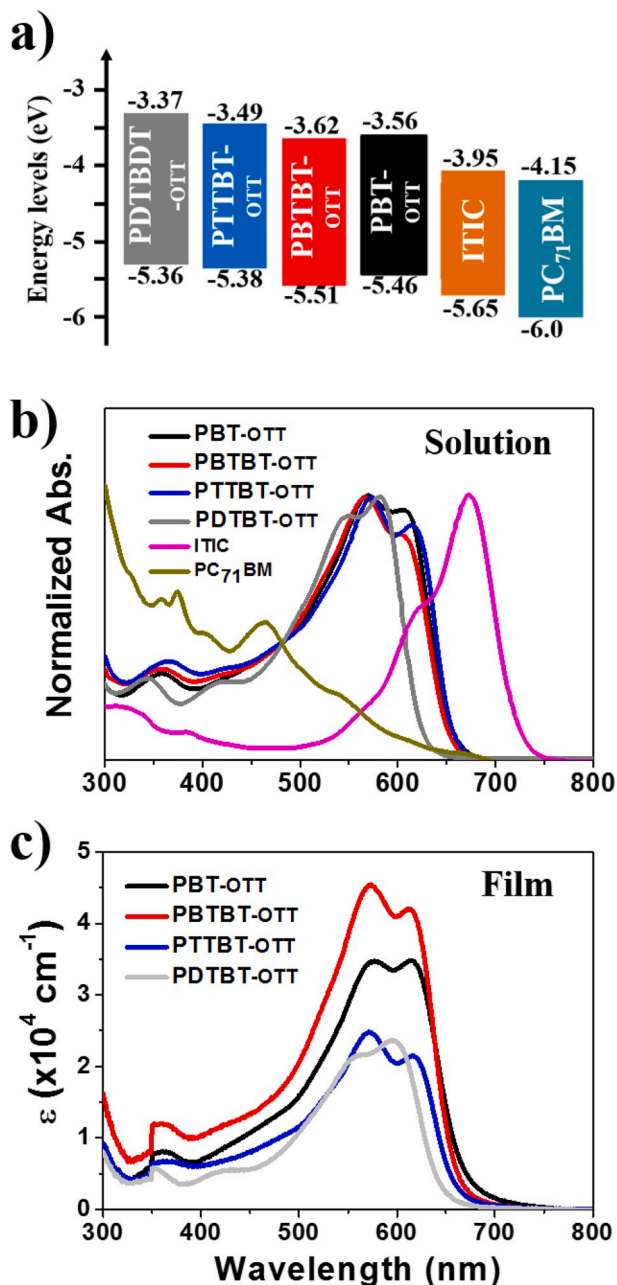 a)
Energy levels (eV)
-3
-4
-5
-6
-3.37
PDTBDT
-OTT
-5.36
-3.49
PTTBT-
OTT
-5.38
-3.62
PBTBT-
OTT
-5.51
-3.56
PBT-
OTT
-5.46
-3.95
ITIC
-5.65
-4.15
PC71BM
-6.0
b)
Solution
PBT-OTT
PBTBT-OTT
PTTBT-OTT
PDTBT-OTT
ITIC
PC71BM
Normalized Abs.
300 400 500 600 700 800
c)
Film
PBT-OTT
PBTBT-OTT
PTTBT-OTT
PDTBT-OTT
ε (x10⁴ cm⁻¹)
5
4
3
2
1
0
300 400 500 600 700 800
Wavelength (nm)